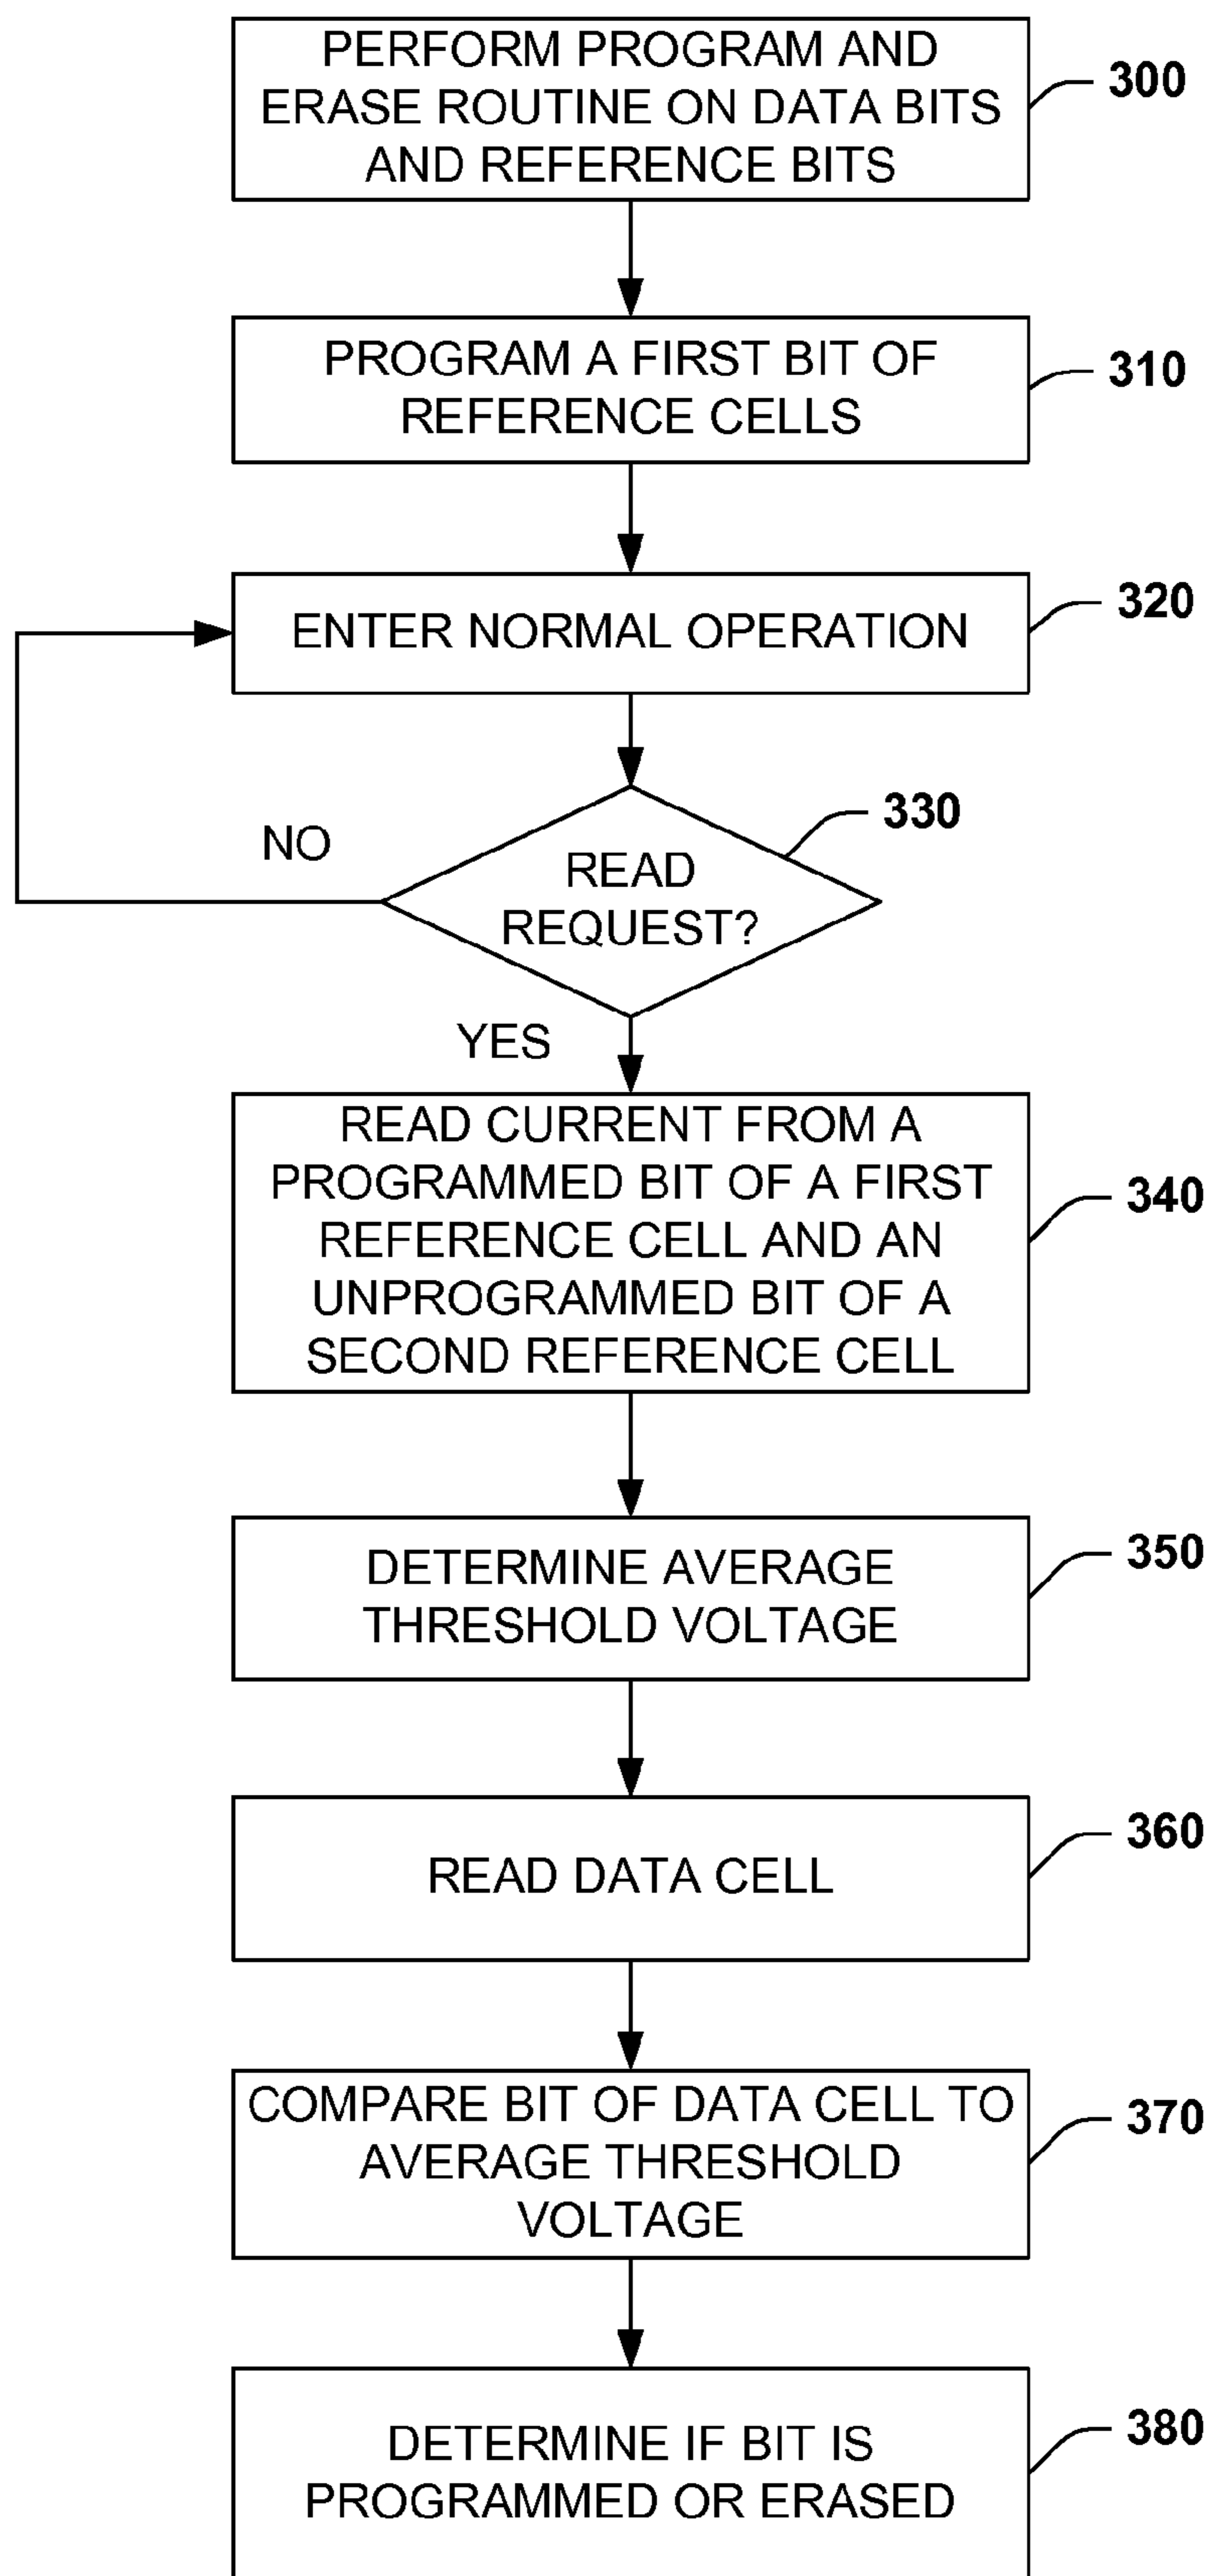 PERFORM PROGRAM AND
ERASE ROUTINE ON DATA BITS
AND REFERENCE BITS
300
PROGRAM A FIRST BIT OF
REFERENCE CELLS
310
ENTER NORMAL OPERATION
320
READ
REQUEST?
330
NO
YES
READ CURRENT FROM A
PROGRAMMED BIT OF A FIRST
REFERENCE CELL AND AN
UNPROGRAMMED BIT OF A
SECOND REFERENCE CELL
340
DETERMINE AVERAGE
THRESHOLD VOLTAGE
350
READ DATA CELL
360
COMPARE BIT OF DATA CELL TO
AVERAGE THRESHOLD
VOLTAGE
370
DETERMINE IF BIT IS
PROGRAMMED OR ERASED
380